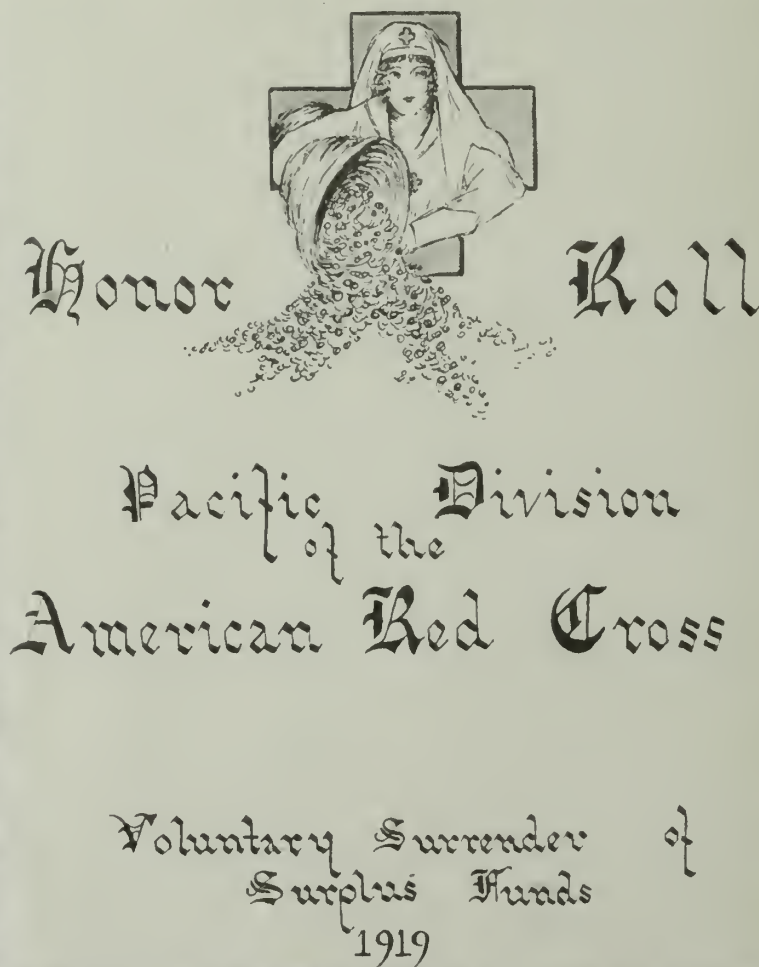 Honor Roll
Pacific Division
of the
American Red Cross
Voluntary Surrender of
Surplus Funds
1919